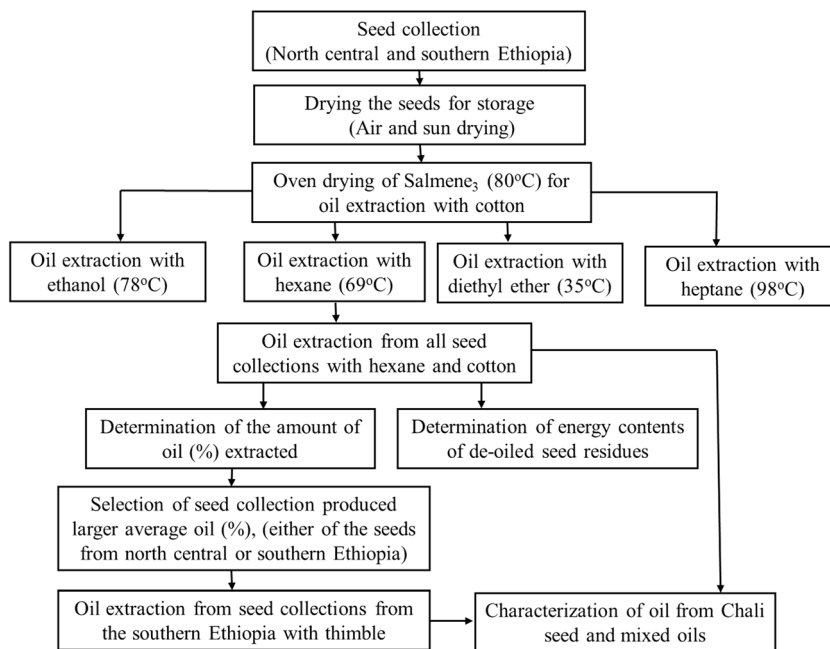 Seed collection
(North central and southern Ethiopia)
Drying the seeds for storage
(Air and sun drying)
Oven drying of Salmene₃ (80°C) for
oil extraction with cotton
Oil extraction with
ethanol (78°C)
Oil extraction with
hexane (69°C)
Oil extraction with
diethyl ether (35°C)
Oil extraction with
heptane (98°C)
Oil extraction from all seed
collections with hexane and cotton
Determination of the amount of
oil (%) extracted
Determination of energy contents
of de-oiled seed residues
Selection of seed collection produced
larger average oil (%), (either of the seeds
from north central or southern Ethiopia)
Oil extraction from seed collections from
the southern Ethiopia with thimble
Characterization of oil from Chali
seed and mixed oils